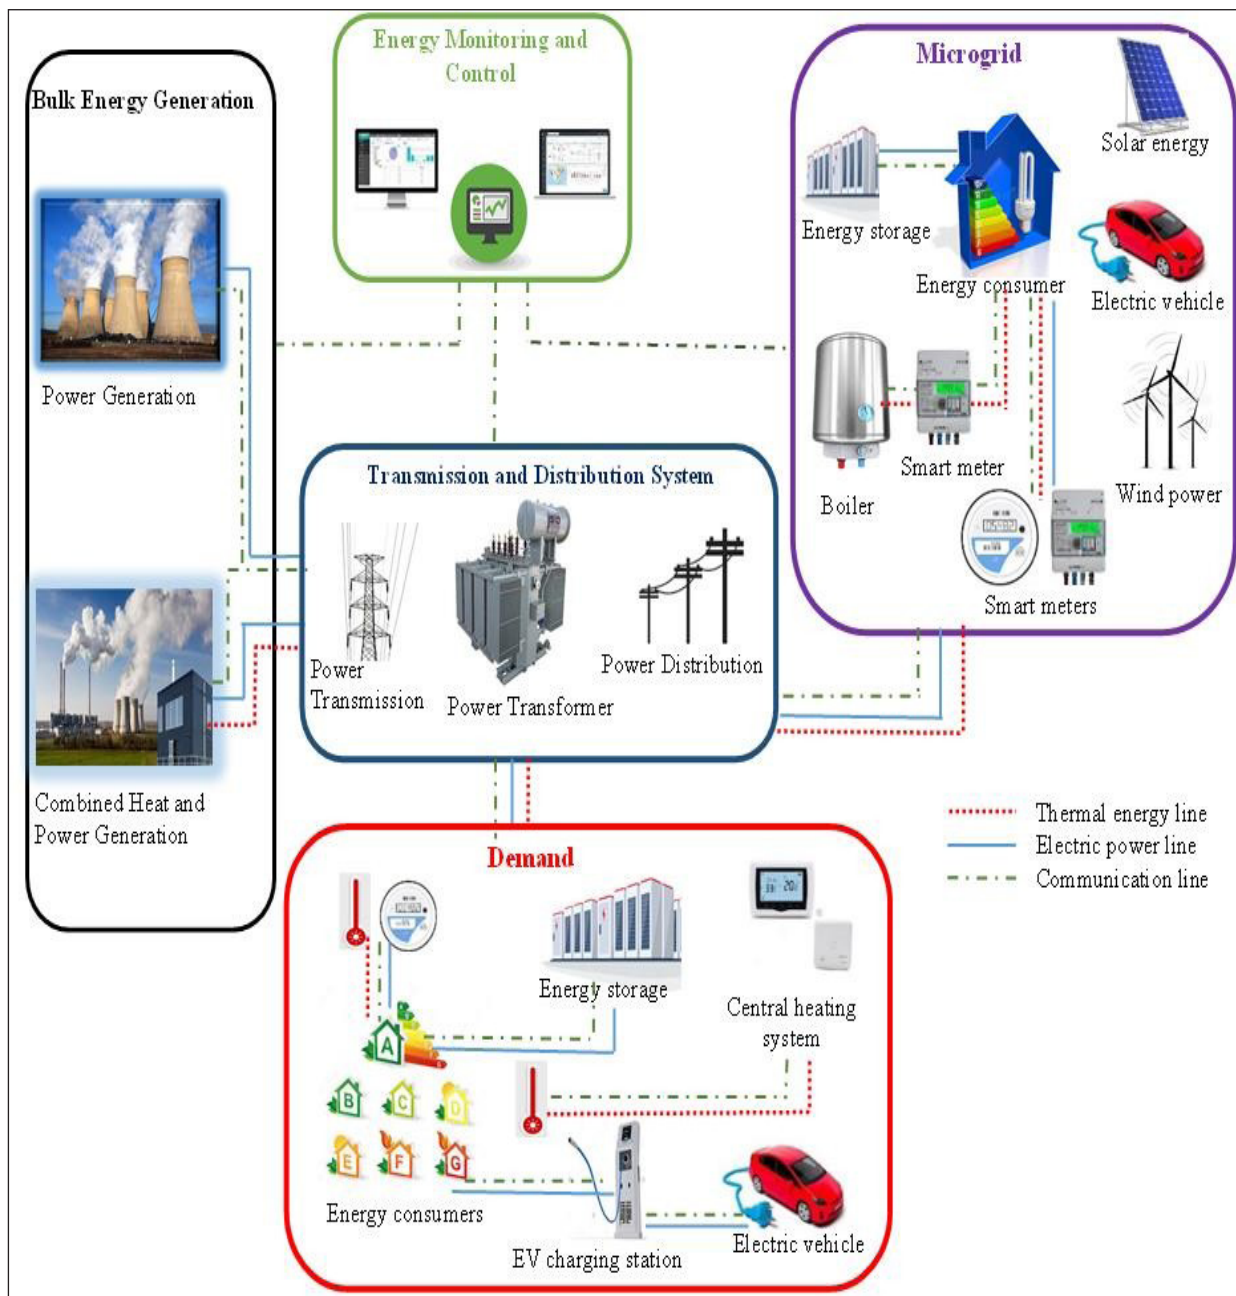 Energy Monitoring and
Control
Bulk Energy Generation
Power Generation
Combined Heat and
Power Generation
Microgrid
Solar energy
Energy storage
Energy consumer
Electric vehicle
Smart meter
Boiler
Wind power
Smart meters
Transmission and Distribution System
Power
Transmission
Power Transformer
Power Distribution
Thermal energy line
Electric power line
Communication line
Demand
Energy storage
Central heating
system
A
B
C
D
E
F
G
Energy consumers
EV charging station
Electric vehicle